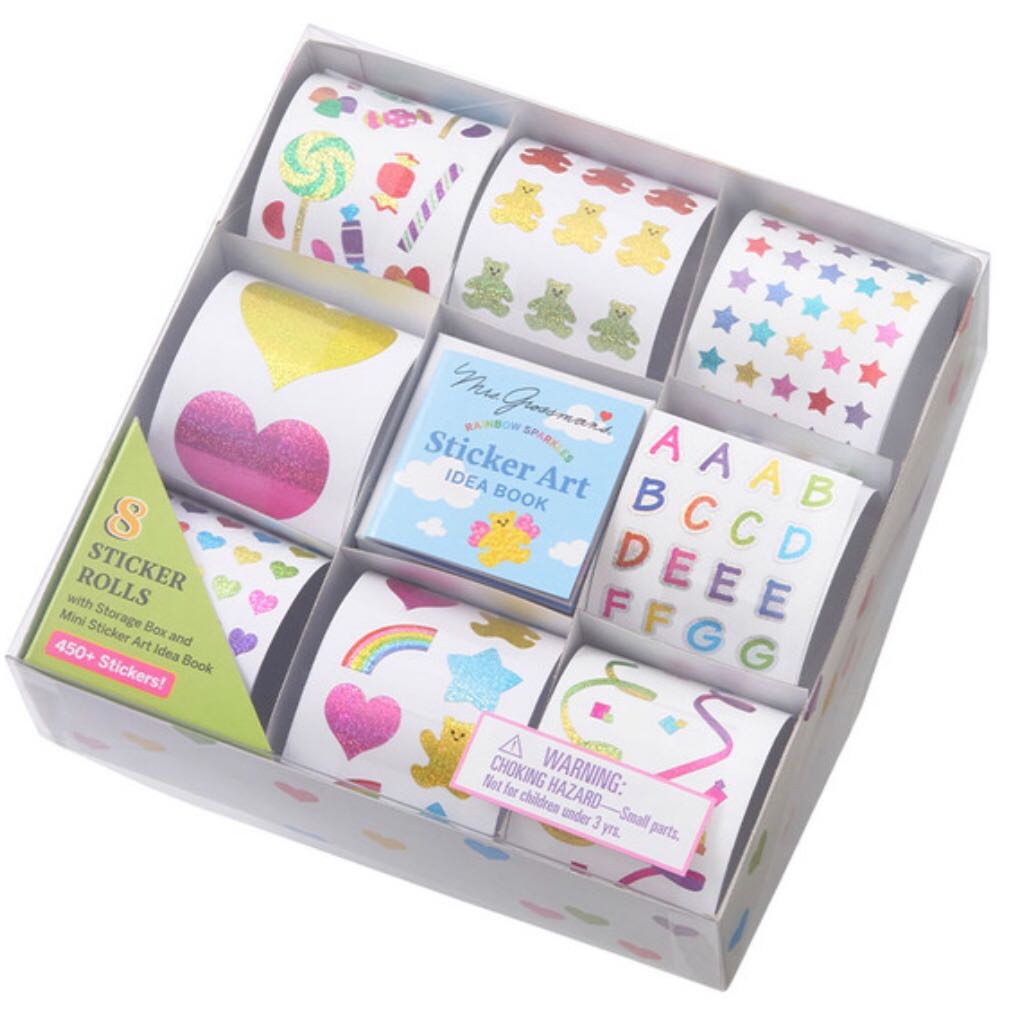 Mrs. Grossman's
RAINBOW SPARKLES
Sticker Art
IDEA BOOK
A A A B
B C C D
D E E E
F F G G
8
STICKER
ROLLS
with Storage Box and
Mini Sticker Art Idea Book
450+ Stickers!
WARNING:
CHOKING HAZARD—Small parts.
Not for children under 3 yrs.